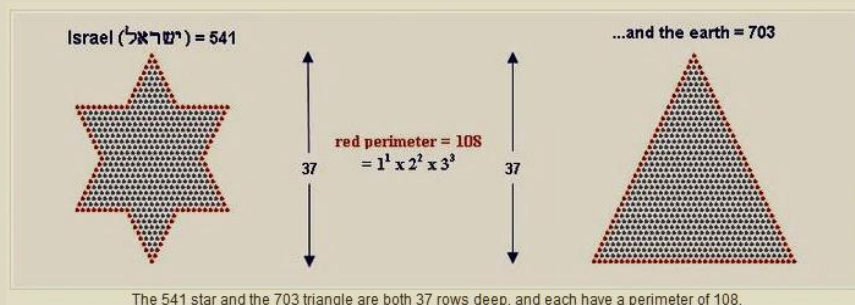 Israel (ישראל) = 541
...and the earth = 703
red perimeter = 108
= 1¹ x 2² x 3³
37
37
The 541 star and the 703 triangle are both 37 rows deep, and each have a perimeter of 108.